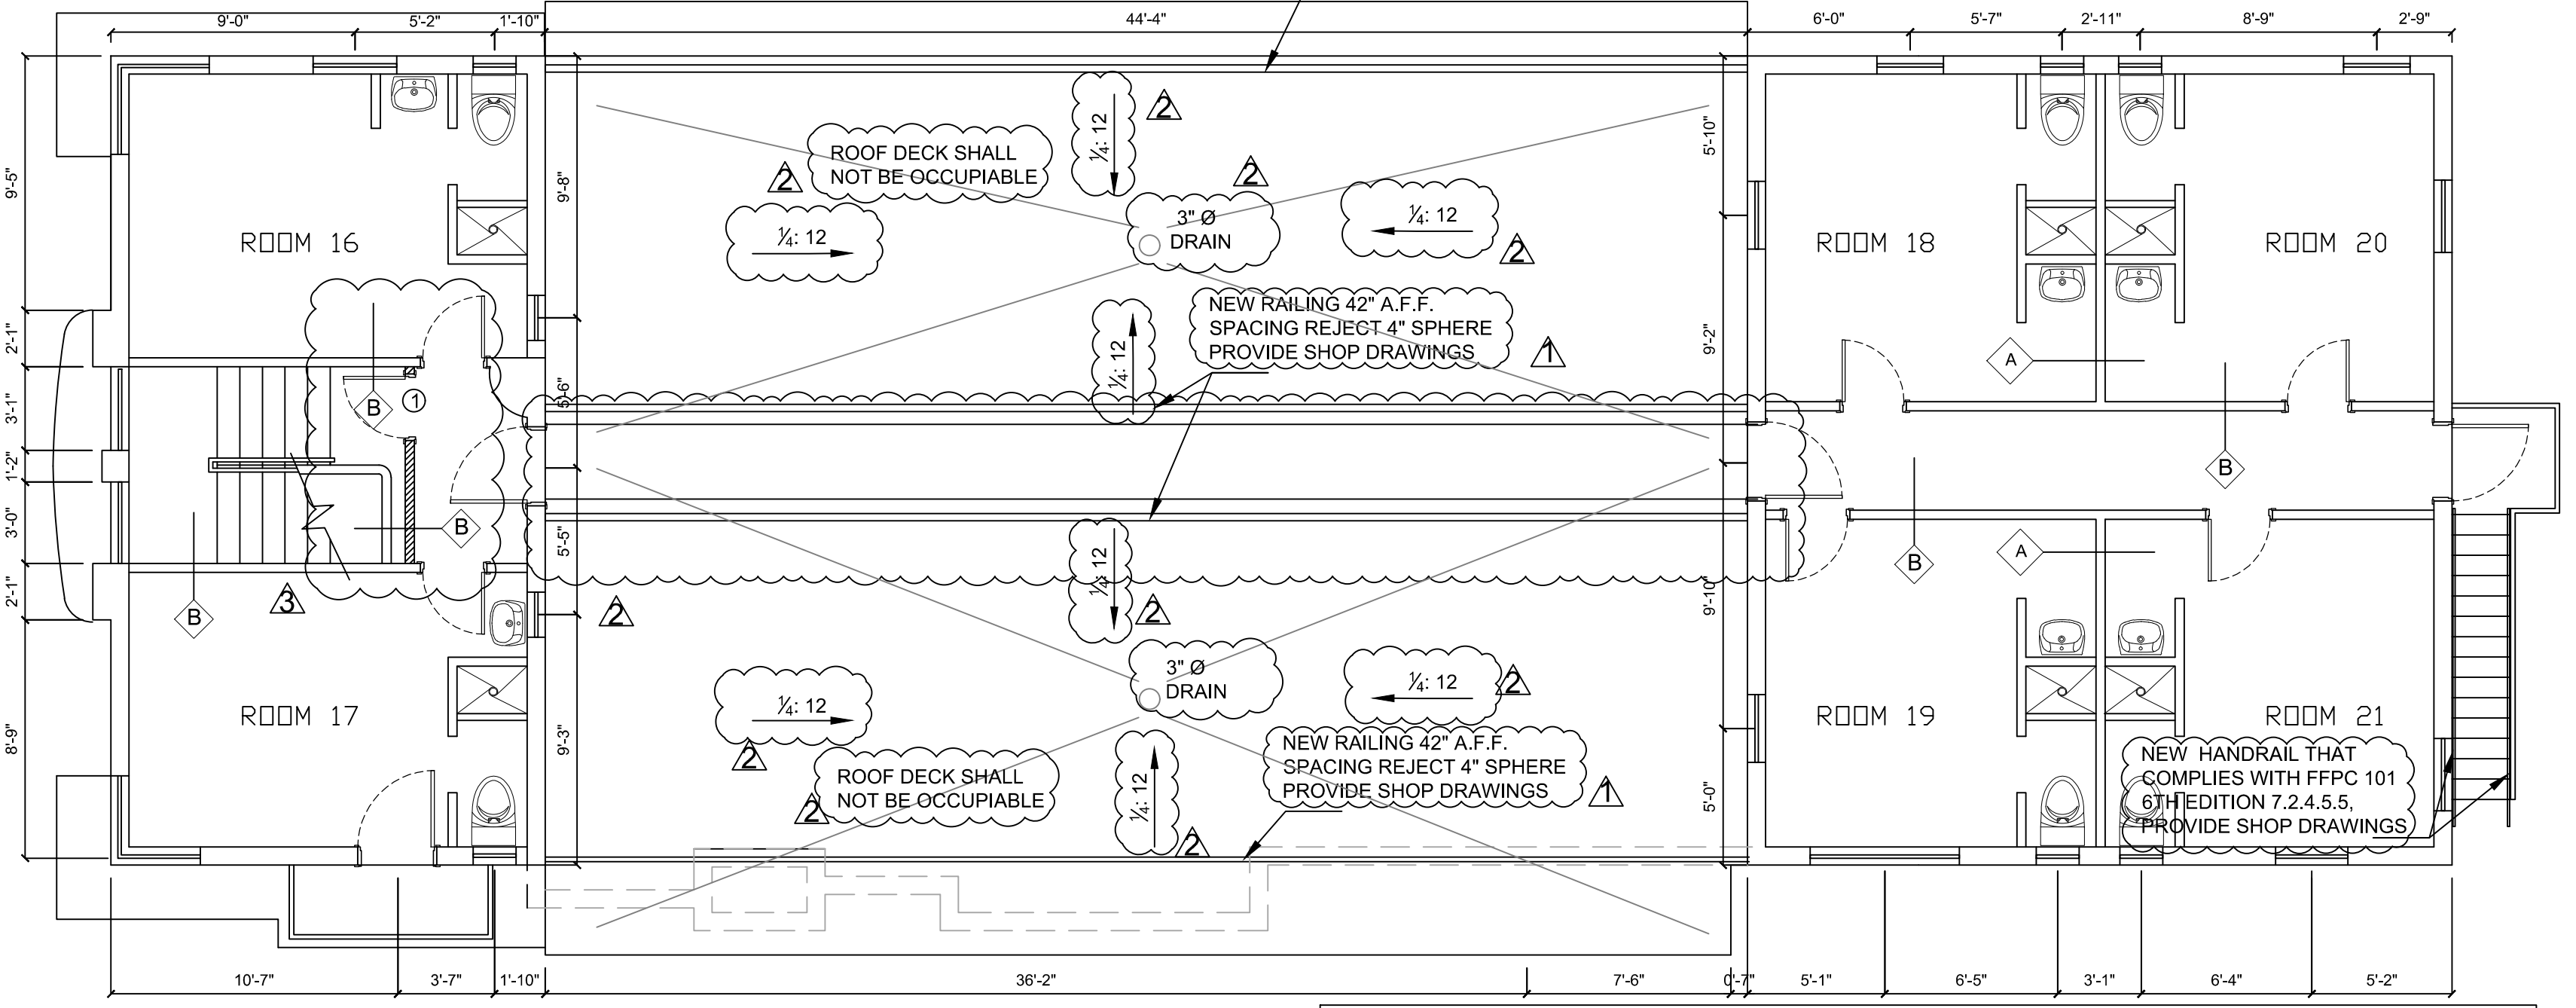 9'-0"
5'-2"
1'-10"
44'-4"
6'-0"
5'-7"
2'-11"
8'-9"
2'-9"
9'-5"
2'-1"
3'-1"
1'-2"
3'-0"
2'-1"
8'-9"
ROOM 16
B
1
B
B
3
ROOM 17
9'-8"
5'-6"
5'-5"
9'-3"
ROOF DECK SHALL
NOT BE OCCUPIABLE
2
1/4: 12
2
1/4: 12
2
3" Ø
DRAIN
1/4: 12
2
NEW RAILING 42" A.F.F.
SPACING REJECT 4" SPHERE
PROVIDE SHOP DRAWINGS
1
1/4: 12
1/4: 12
2
2
3" Ø
DRAIN
1/4: 12
2
1/4: 12
2
NEW RAILING 42" A.F.F.
SPACING REJECT 4" SPHERE
PROVIDE SHOP DRAWINGS
1
ROOF DECK SHALL
NOT BE OCCUPIABLE
2
1/4: 12
2
5'-10"
9'-2"
9'-10"
5'-0"
ROOM 18
ROOM 20
A
B
B
A
ROOM 19
ROOM 21
NEW HANDRAIL THAT
COMPLIES WITH FFPC 101
6TH EDITION 7.2.4.5.5,
PROVIDE SHOP DRAWINGS
10'-7"
3'-7"
1'-10"
36'-2"
7'-6"
0'-7"
5'-1"
6'-5"
3'-1"
6'-4"
5'-2"